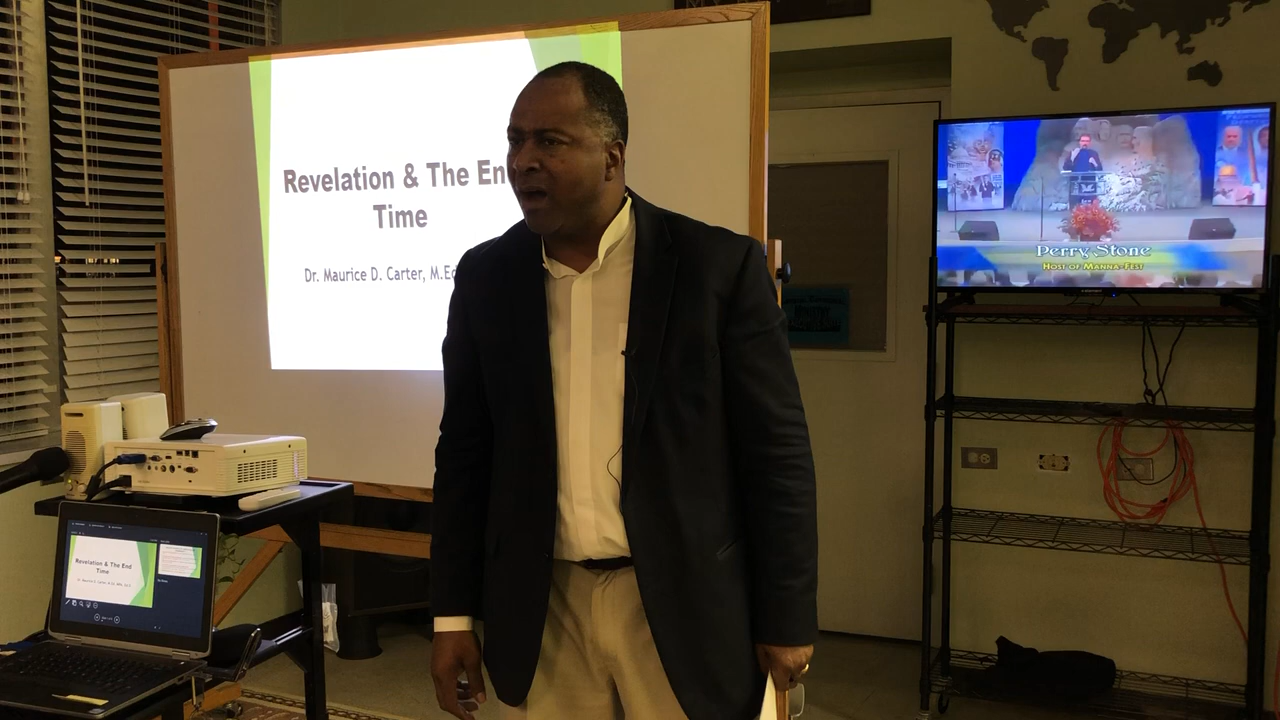 Revelation & The En
Time
Dr. Maurice D. Carter, M.Ed
Perry Stone
Host of Manna-Fest
Revelation & The End
Time